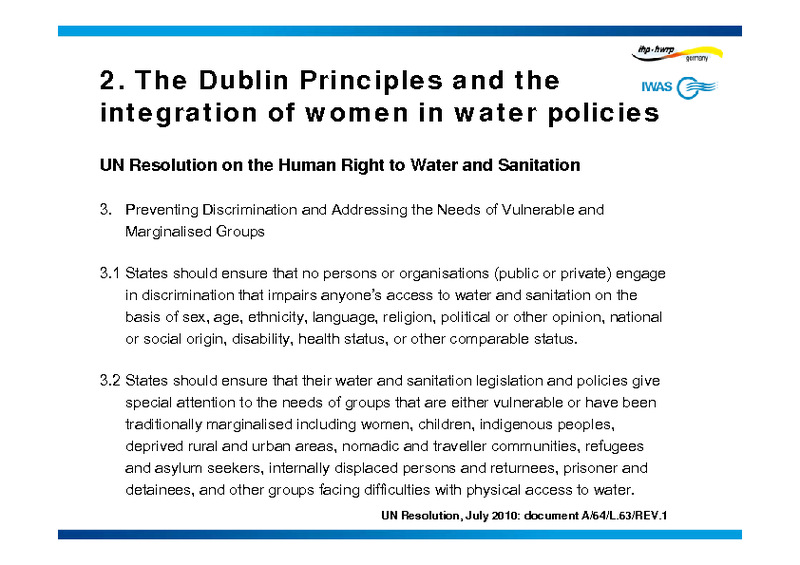 ihp·hwrp
germany
IWAS
2. The Dublin Principles and the
integration of women in water policies
UN Resolution on the Human Right to Water and Sanitation
3. Preventing Discrimination and Addressing the Needs of Vulnerable and
Marginalised Groups
3.1 States should ensure that no persons or organisations (public or private) engage
in discrimination that impairs anyone’s access to water and sanitation on the
basis of sex, age, ethnicity, language, religion, political or other opinion, national
or social origin, disability, health status, or other comparable status.
3.2 States should ensure that their water and sanitation legislation and policies give
special attention to the needs of groups that are either vulnerable or have been
traditionally marginalised including women, children, indigenous peoples,
deprived rural and urban areas, nomadic and traveller communities, refugees
and asylum seekers, internally displaced persons and returnees, prisoner and
detainees, and other groups facing difficulties with physical access to water.
UN Resolution, July 2010: document A/64/L.63/REV.1